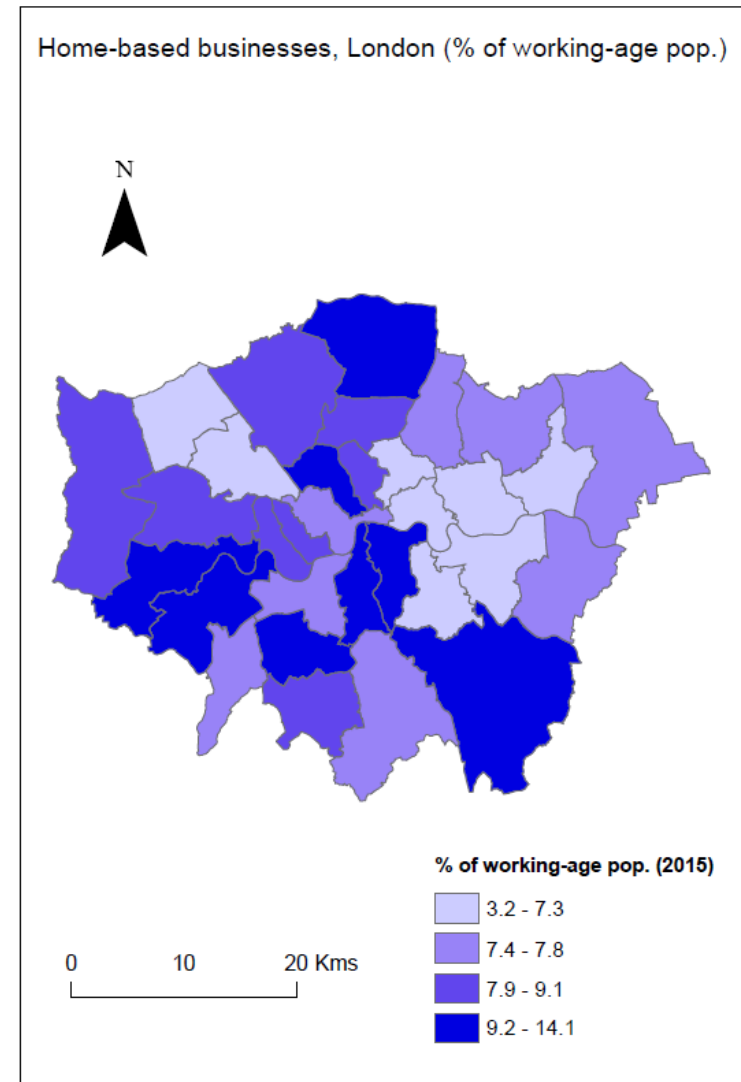 Home-based businesses, London (% of working-age pop.)
N
% of working-age pop. (2015)
3.2 - 7.3
7.4 - 7.8
7.9 - 9.1
9.2 - 14.1
0 10 20 Kms